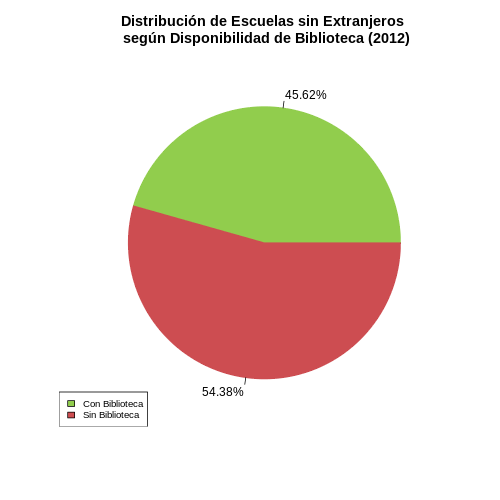 Distribución de Escuelas sin Extranjeros
según Disponibilidad de Biblioteca (2012)
45.62%
54.38%
Con Biblioteca
Sin Biblioteca